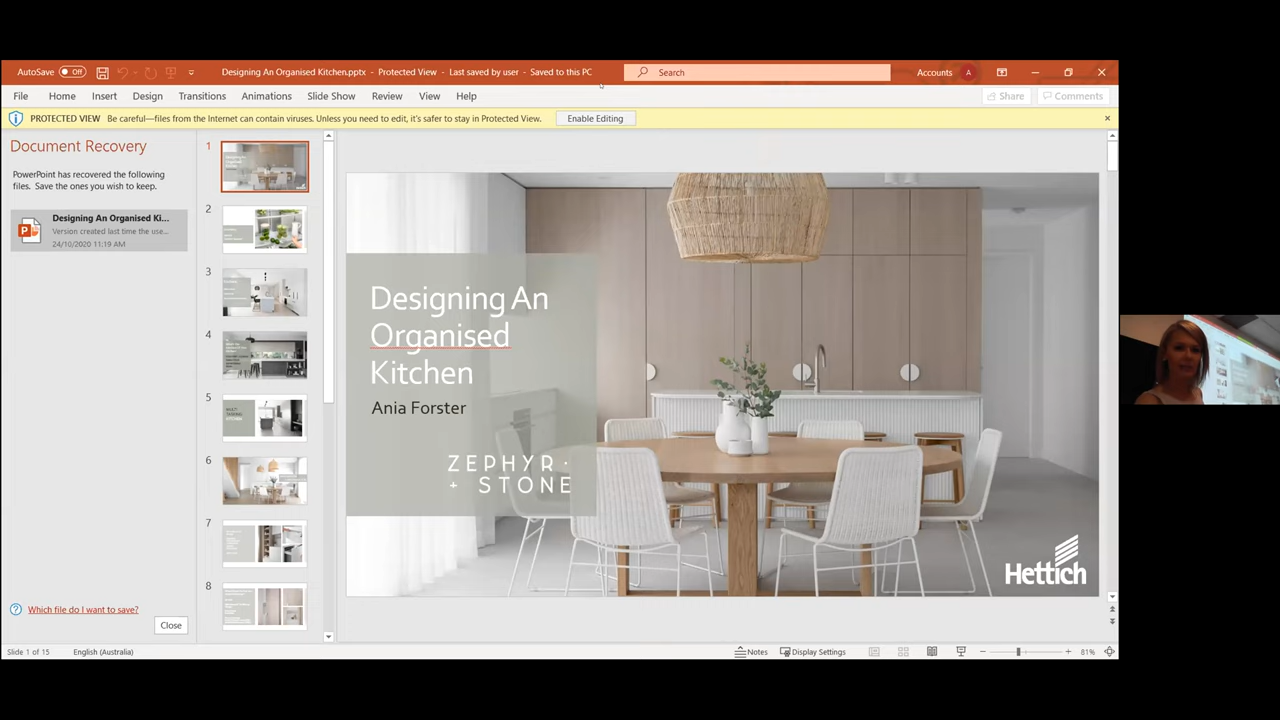 AutoSave Off
Designing An Organised Kitchen.pptx - Protected View - Last saved by user - Saved to this PC
Search
Accounts A
File Home Insert Design Transitions Animations Slide Show Review View Help
Share Comments
PROTECTED VIEW Be careful—files from the Internet can contain viruses. Unless you need to edit, it's safer to stay in Protected View. Enable Editing
Document Recovery
PowerPoint has recovered the following
files. Save the ones you wish to keep.
Designing An Organised Ki...
Version created last time the use...
24/10/2020 11:19 AM
Which file do I want to save?
Close
1
2
3
4
5
6
7
8
Designing An
Organised
Kitchen
Ania Forster
ZEPHYR ·
+ STONE
Hettich
Slide 1 of 15 English (Australia) Notes Display Settings 81%